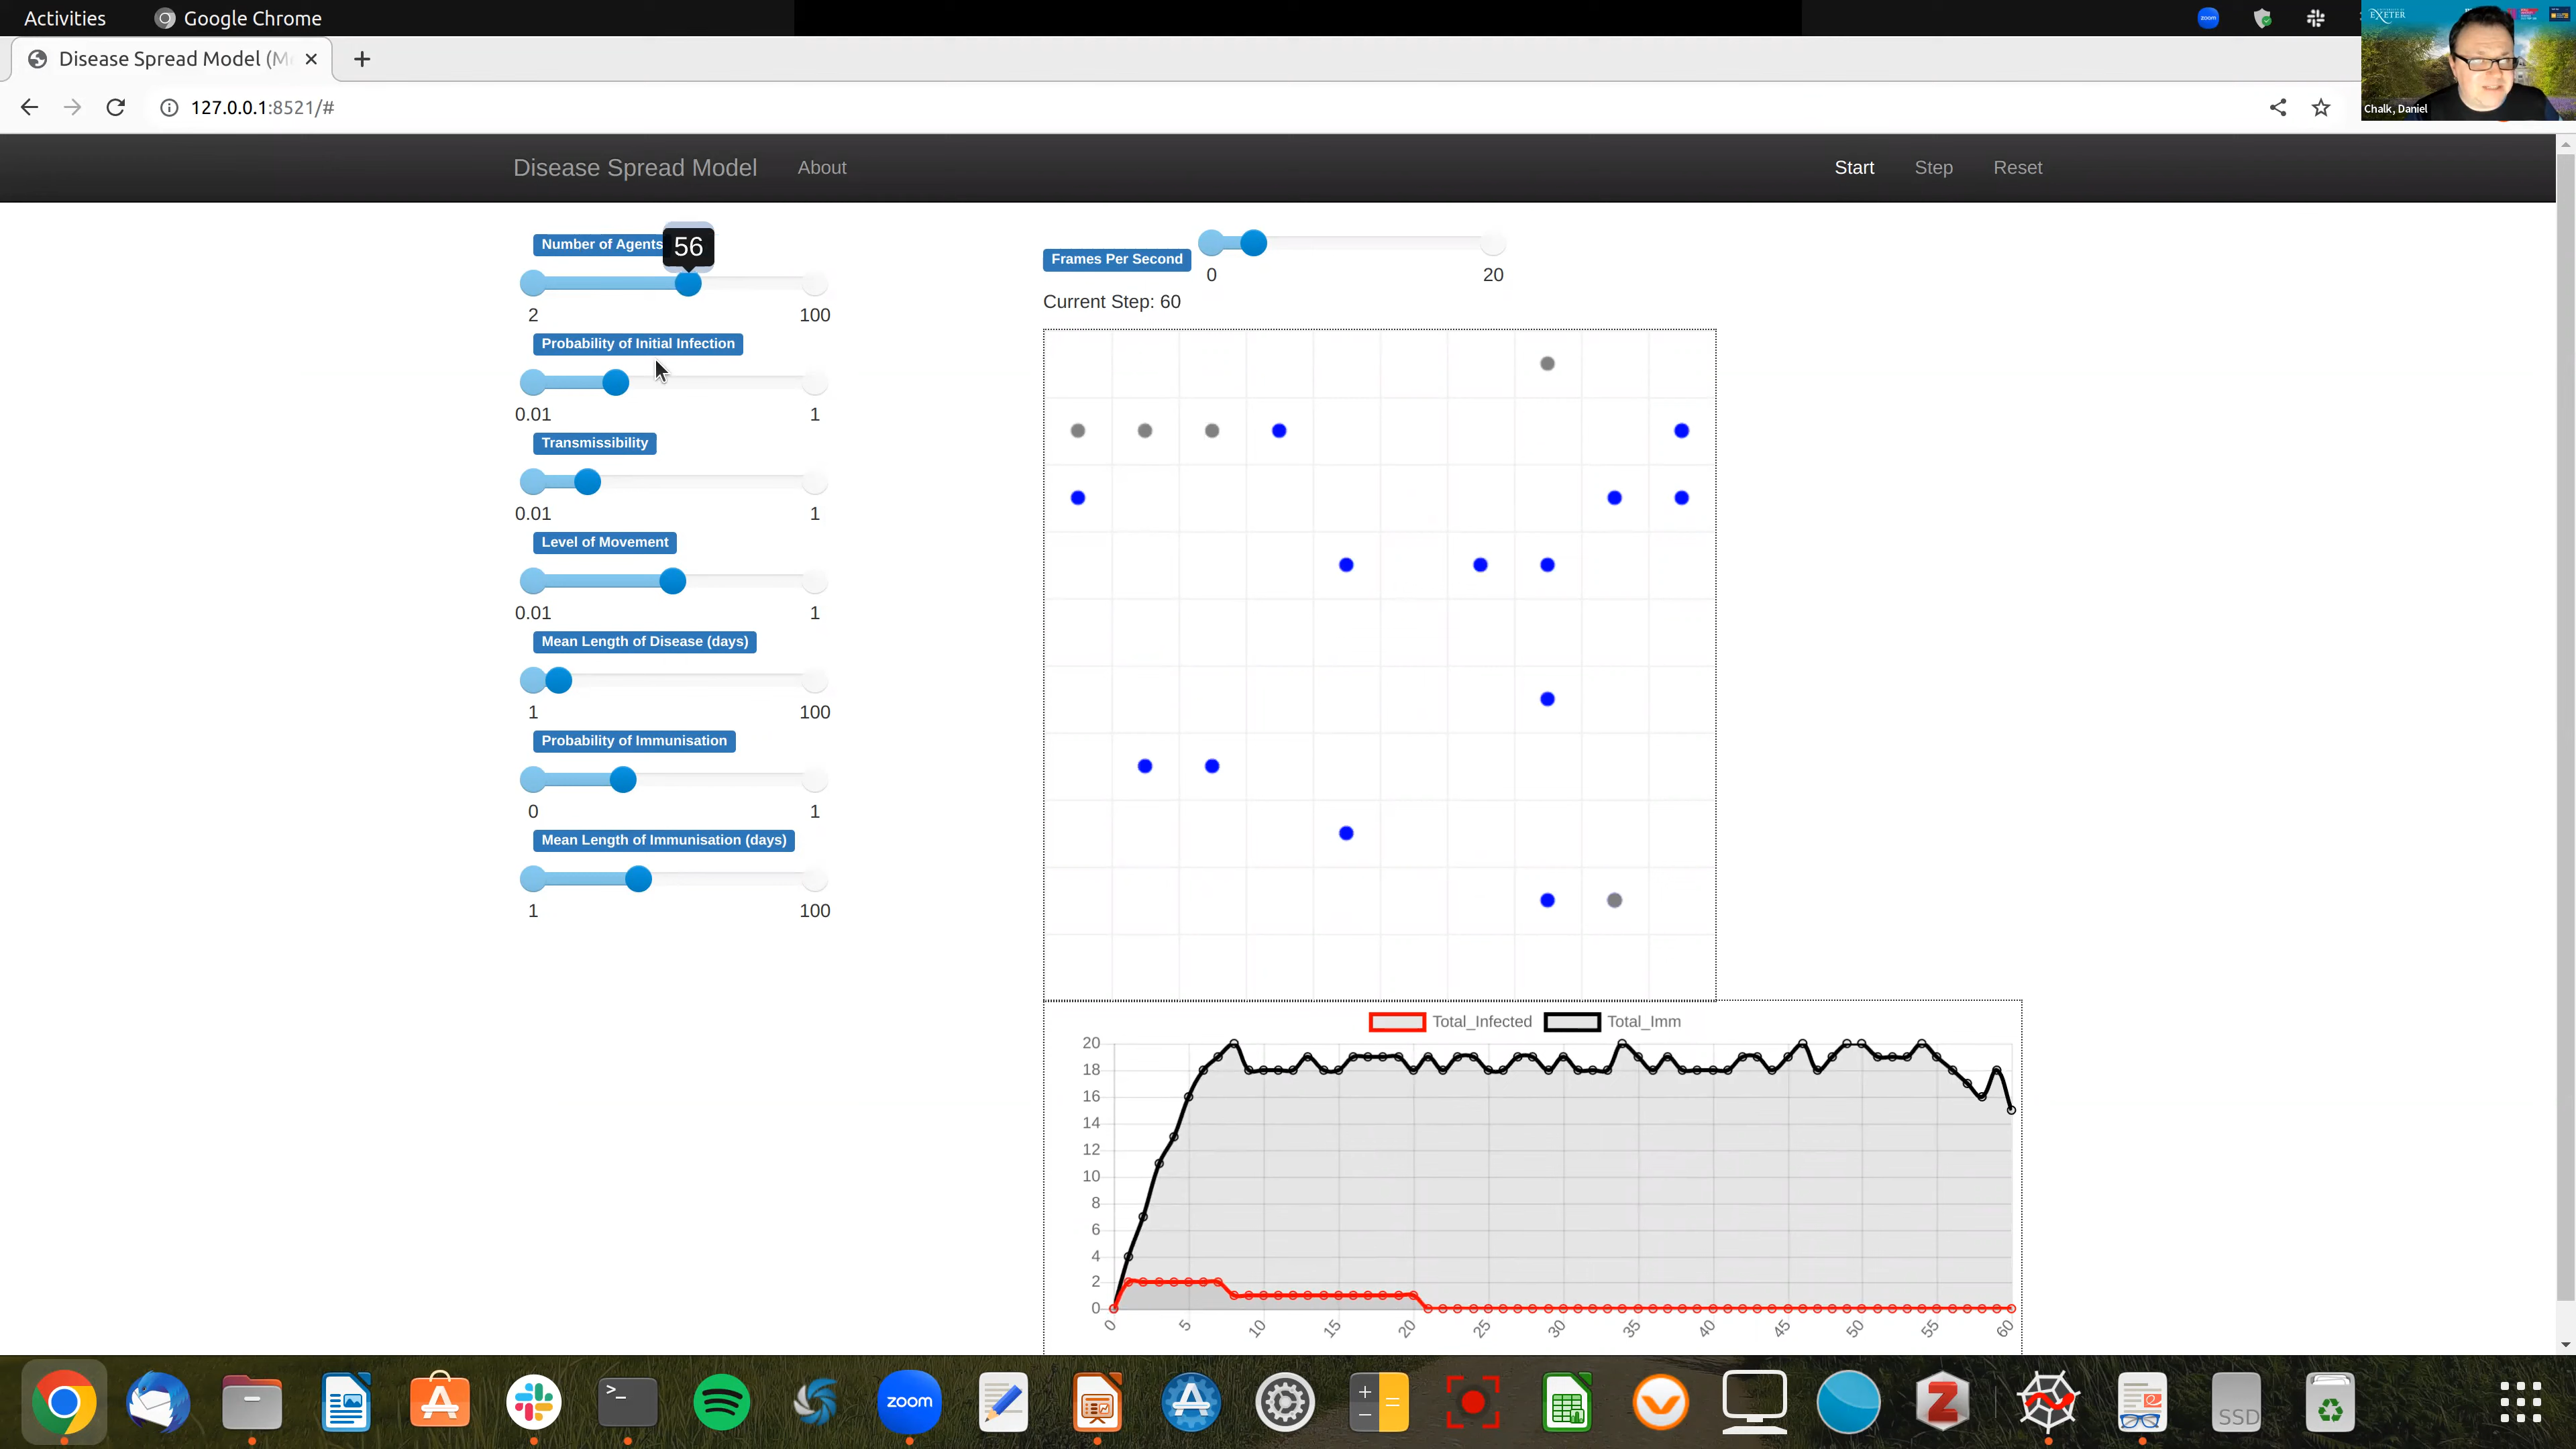 Activities Google Chrome
EXETER
Disease Spread Model (M
127.0.0.1:8521/#
Chalk, Daniel
Disease Spread Model About Start Step Reset
Number of Agents
56
2 100
Probability of Initial Infection
0.01 1
Transmissibility
0.01 1
Level of Movement
0.01 1
Mean Length of Disease (days)
1 100
Probability of Immunisation
0 1
Mean Length of Immunisation (days)
1 100
Frames Per Second
0 20
Current Step: 60
Total_Infected Total_Imm
20
18
16
14
12
10
8
6
4
2
0
0 5 10 15 20 25 30 35 40 45 50 55 60
zoom
zoom
SSD